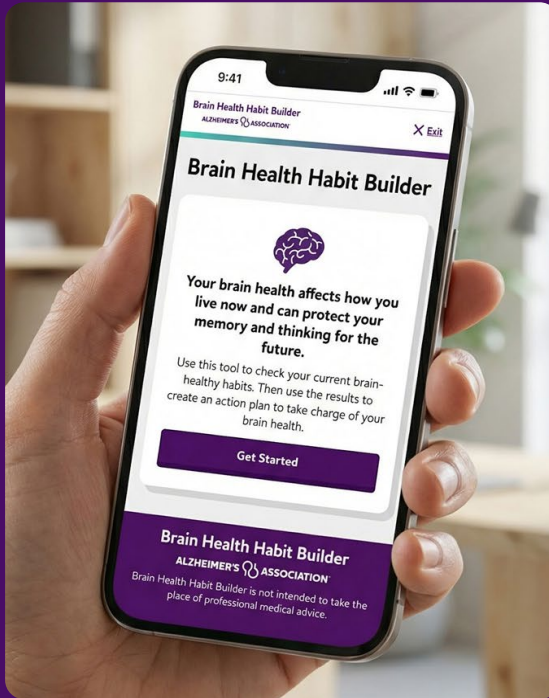 9:41
Brain Health Habit Builder
ALZHEIMER'S ASSOCIATION
Exit
Brain Health Habit Builder
Your brain health affects how you
live now and can protect your
memory and thinking for the
future.
Use this tool to check your current brain-
healthy habits. Then use the results to
create an action plan to take charge of your
brain health.
Get Started
Brain Health Habit Builder
ALZHEIMER'S ASSOCIATION
Brain Health Habit Builder is not intended to take the
place of professional medical advice.